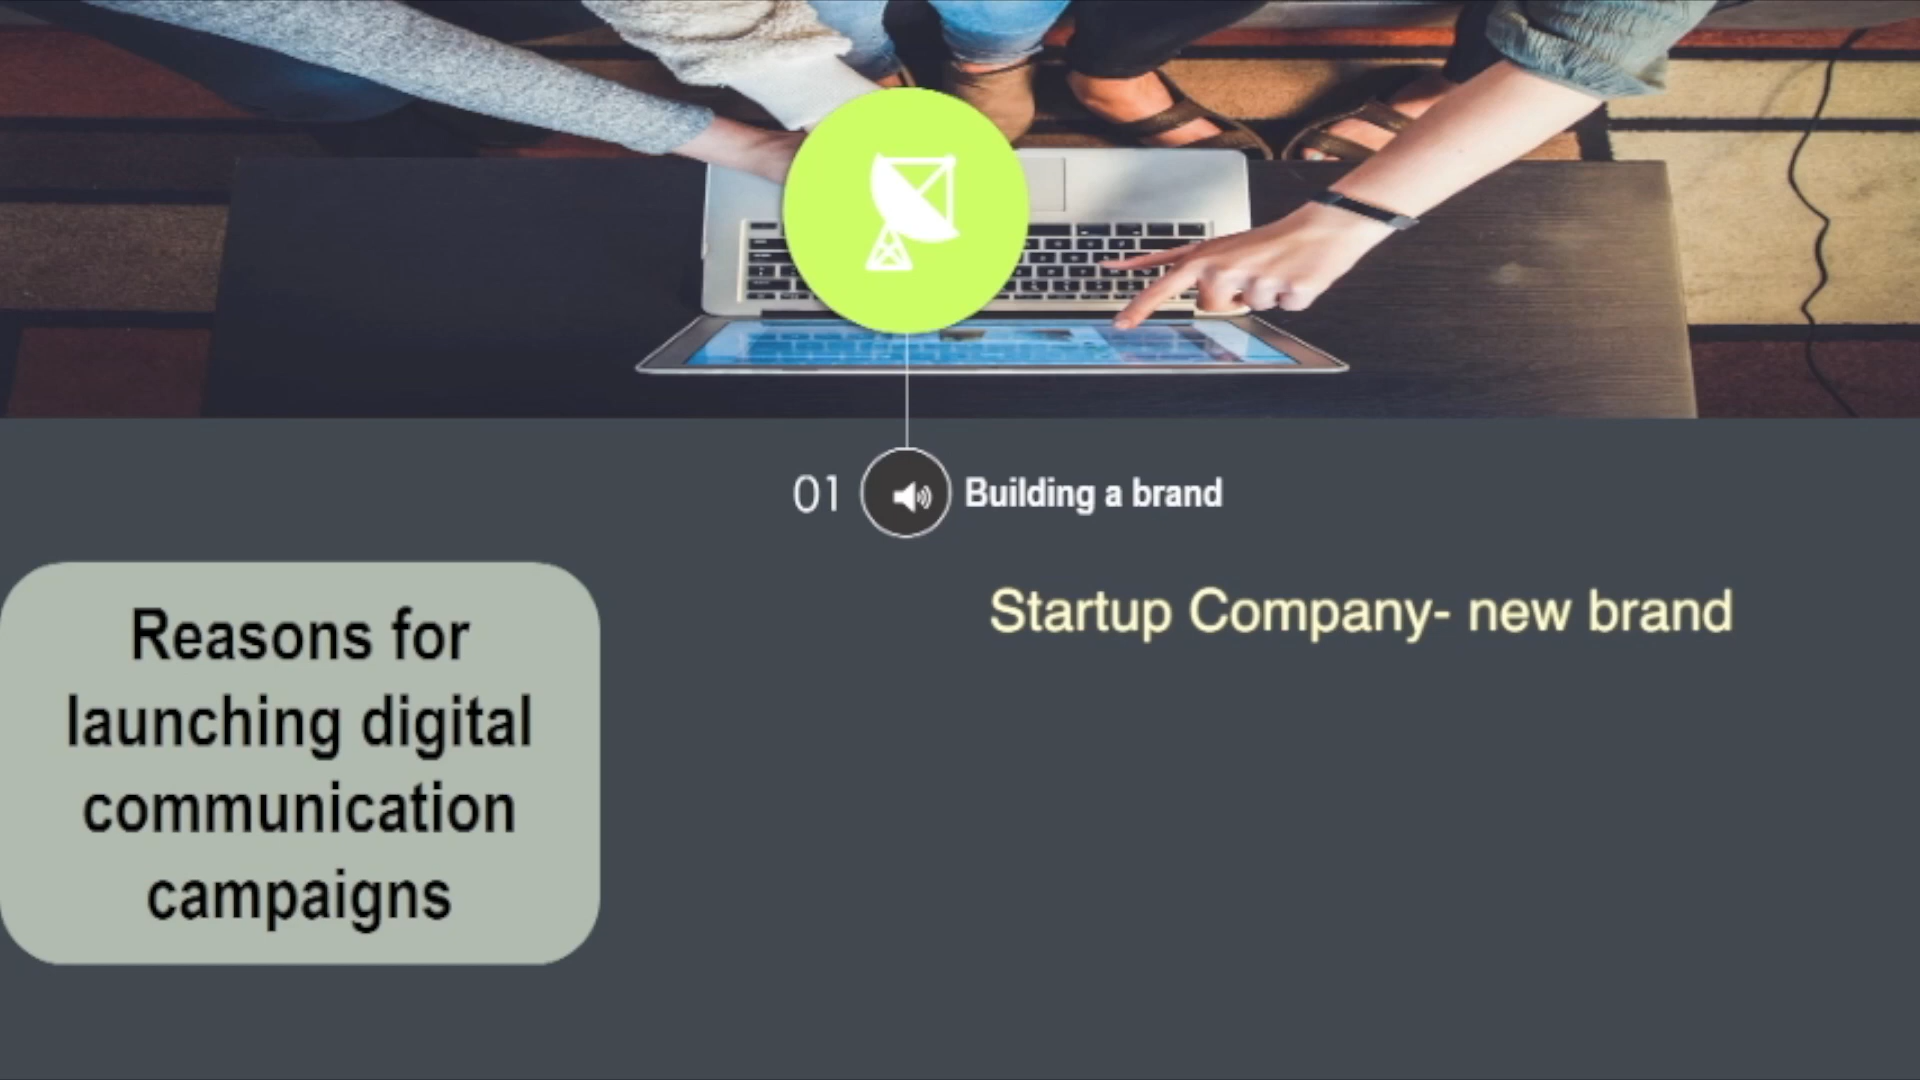 01 Building a brand
Startup Company- new brand
Reasons for
launching digital
communication
campaigns